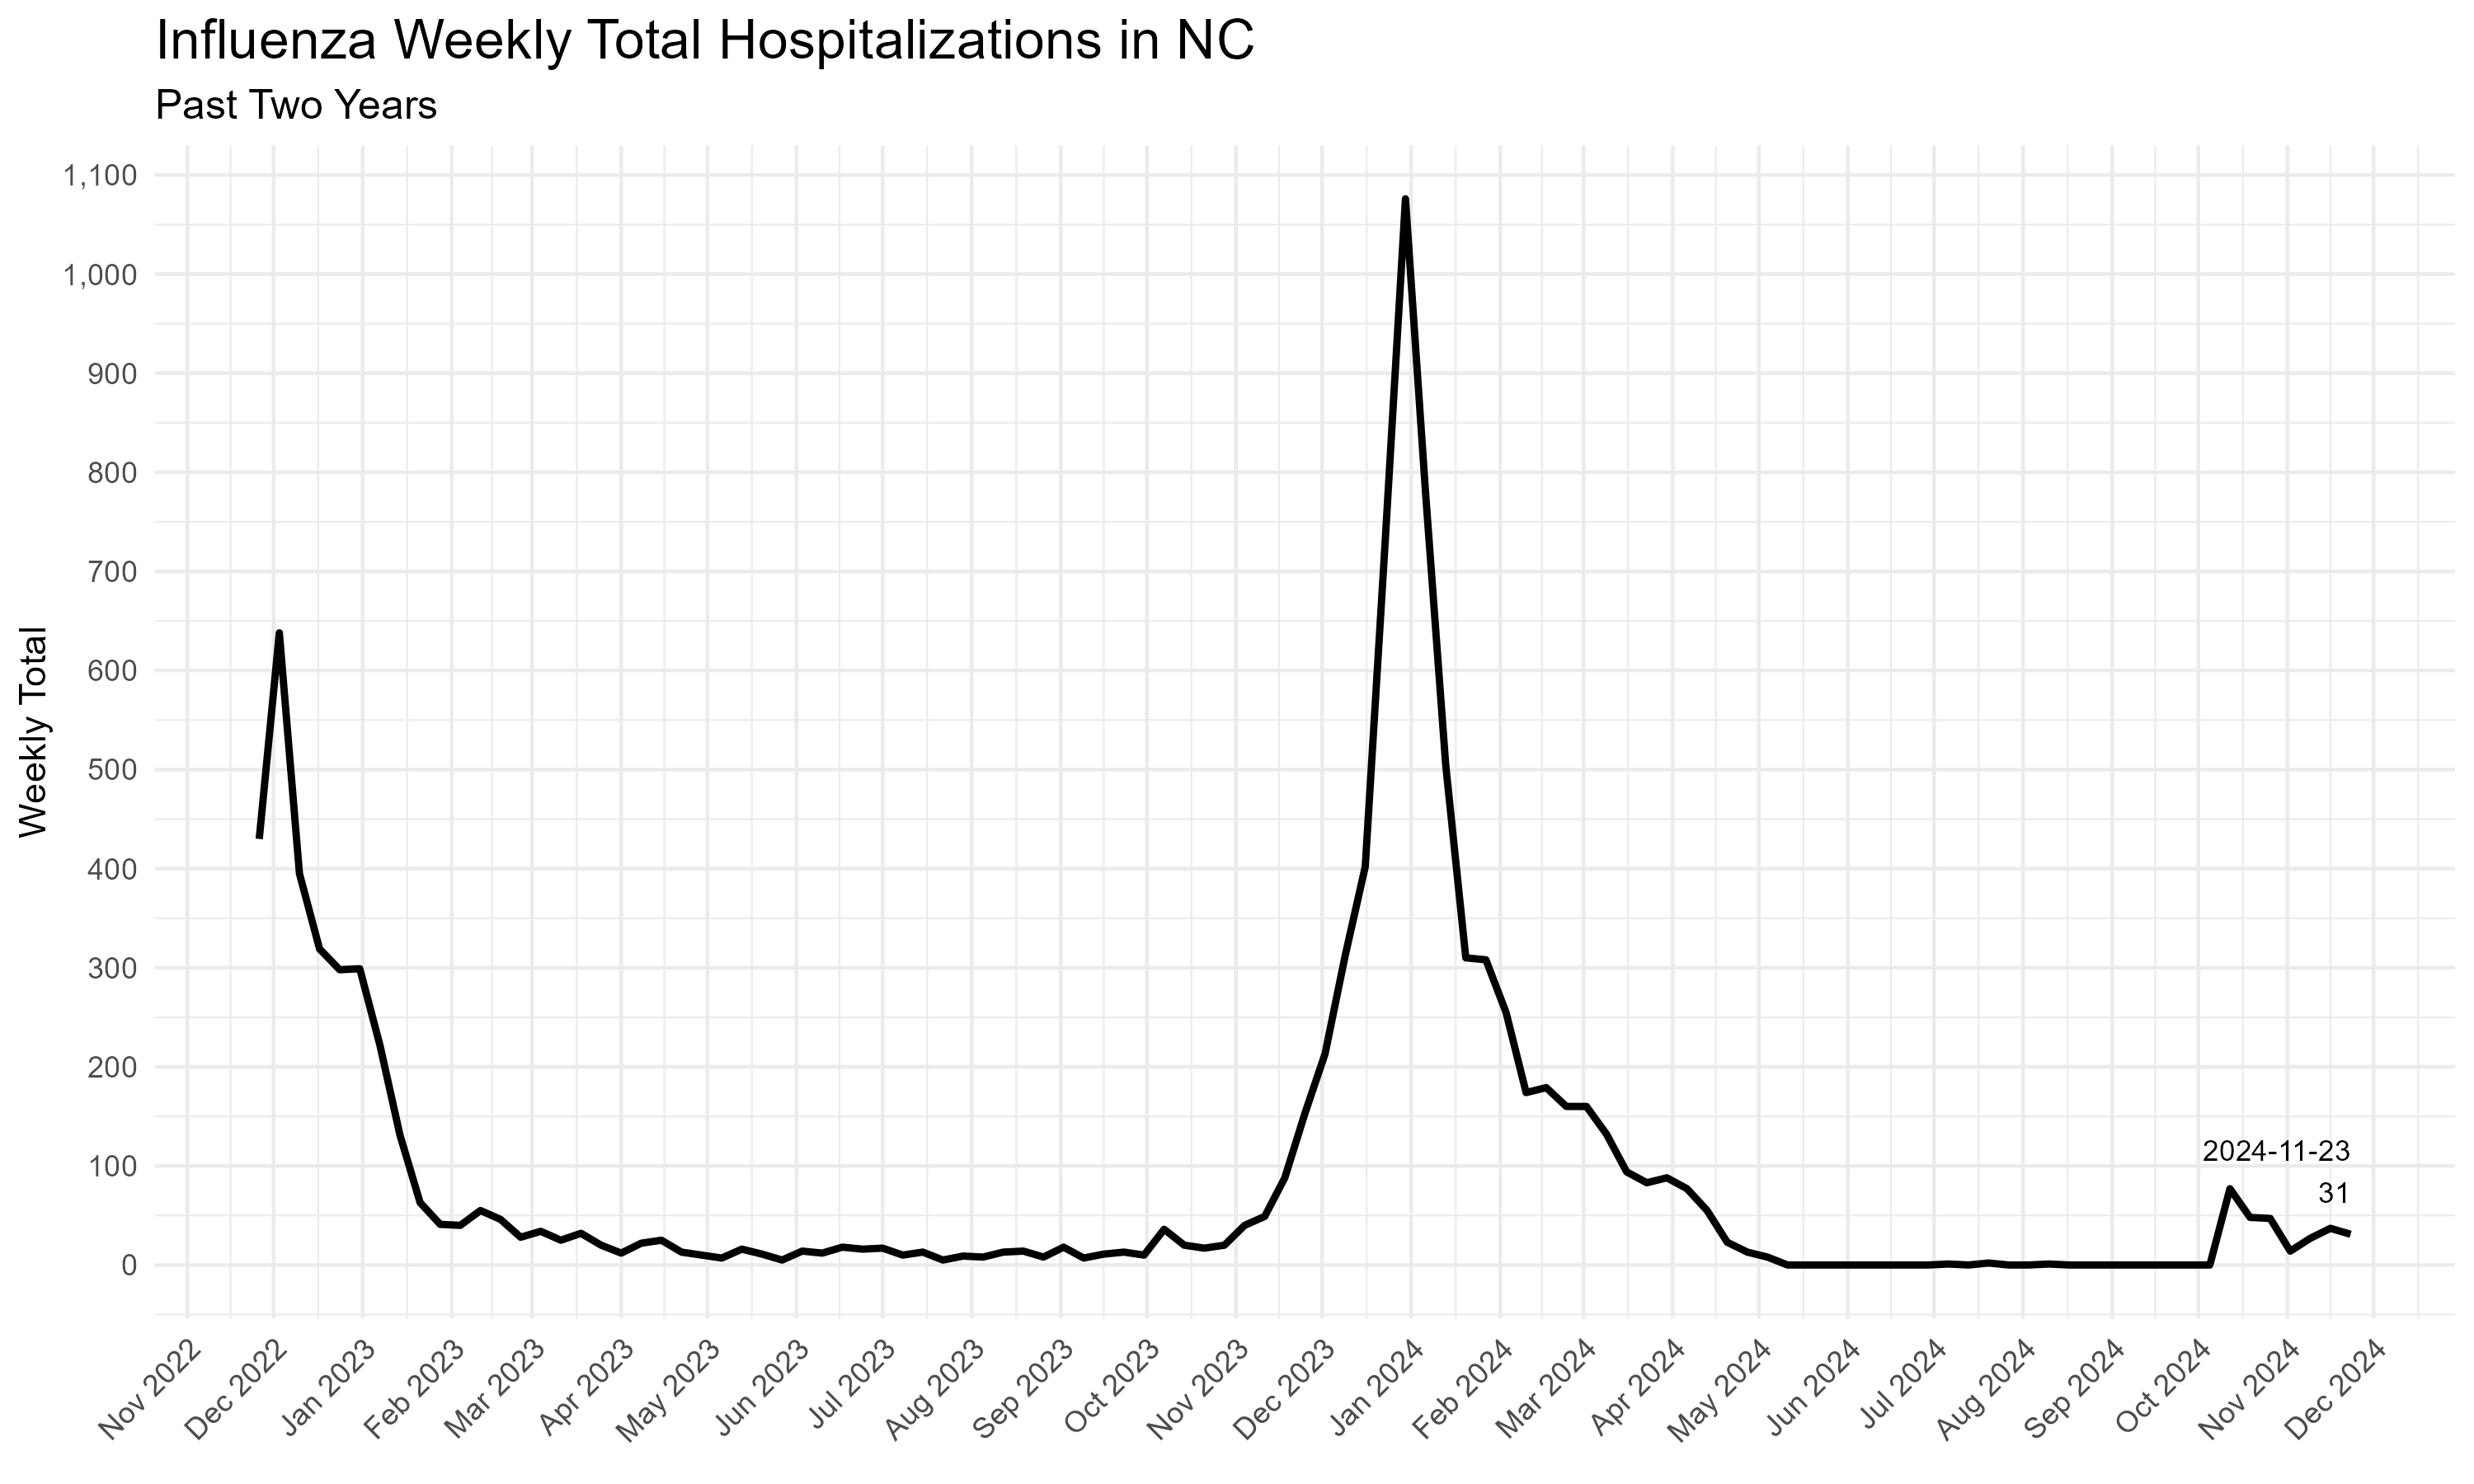 Influenza Weekly Total Hospitalizations in NC
Past Two Years
Weekly Total
1,100
1,000
900
800
700
600
500
400
300
200
100
0
2024-11-23
31
Nov 2022
Dec 2022
Jan 2023
Feb 2023
Mar 2023
Apr 2023
May 2023
Jun 2023
Jul 2023
Aug 2023
Sep 2023
Oct 2023
Nov 2023
Dec 2023
Jan 2024
Feb 2024
Mar 2024
Apr 2024
May 2024
Jun 2024
Jul 2024
Aug 2024
Sep 2024
Oct 2024
Nov 2024
Dec 2024